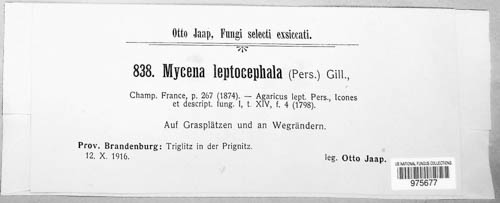 Otto Jaap, Fungi selecti exsiccati.
838. Mycena leptocephala (Pers.) Gill.,
Champ. France, p. 267 (1874). — Agaricus lept. Pers., Icones
et descript. fung. I, t. XIV, f. 4 (1798).
Auf Grasplätzen und an Wegrändern.
Prov. Brandenburg: Triglitz in der Prignitz.
12. X. 1916.
leg. Otto Jaap.
US NATIONAL FUNGUS COLLECTIONS
975677